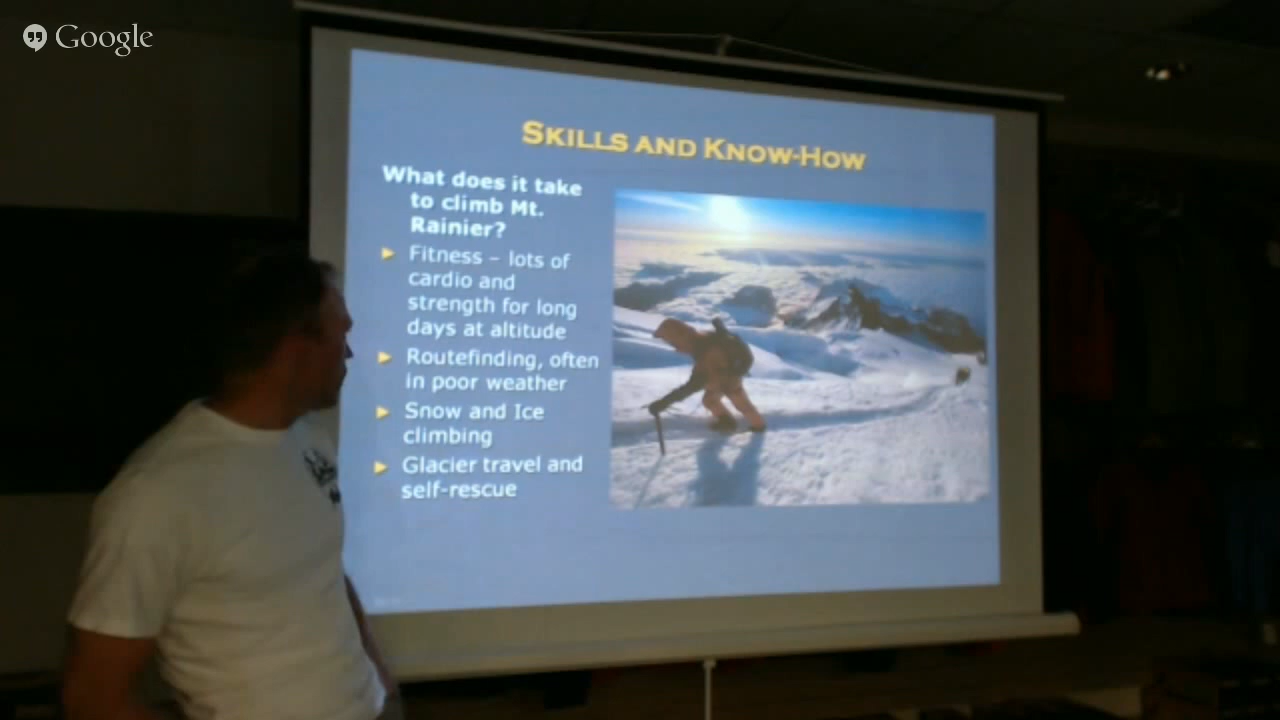 Google
SKILLS AND KNOW-HOW
What does it take
to climb Mt.
Rainier?
Fitness – lots of
cardio and
strength for long
days at altitude
Routefinding, often
in poor weather
Snow and Ice
climbing
Glacier travel and
self-rescue